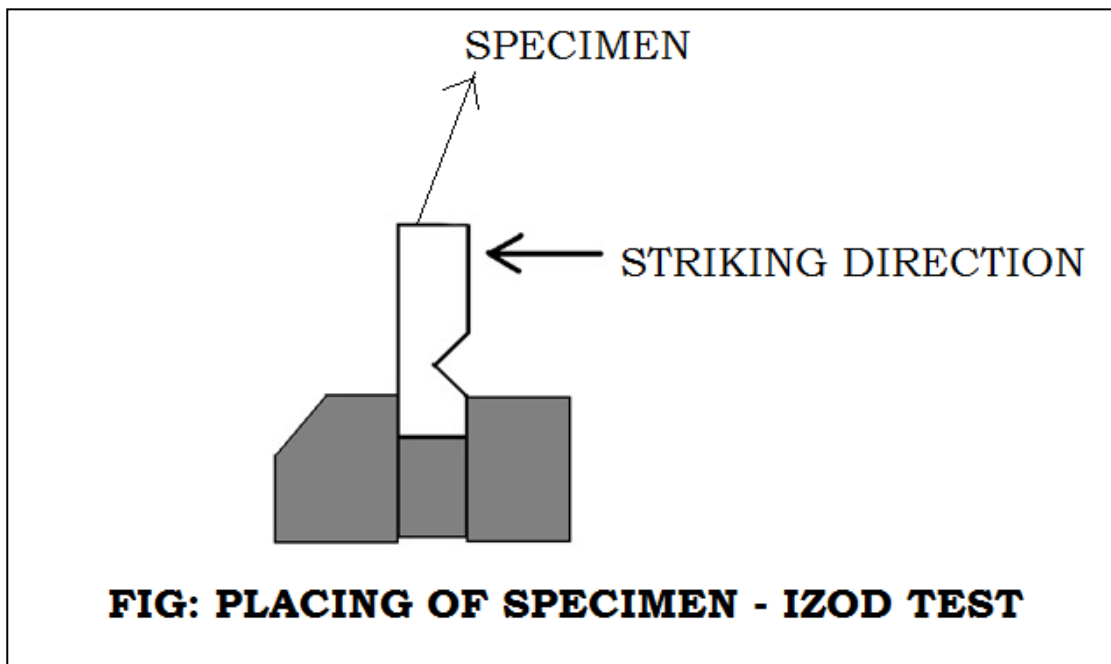 SPECIMEN
STRIKING DIRECTION
FIG: PLACING OF SPECIMEN - IZOD TEST